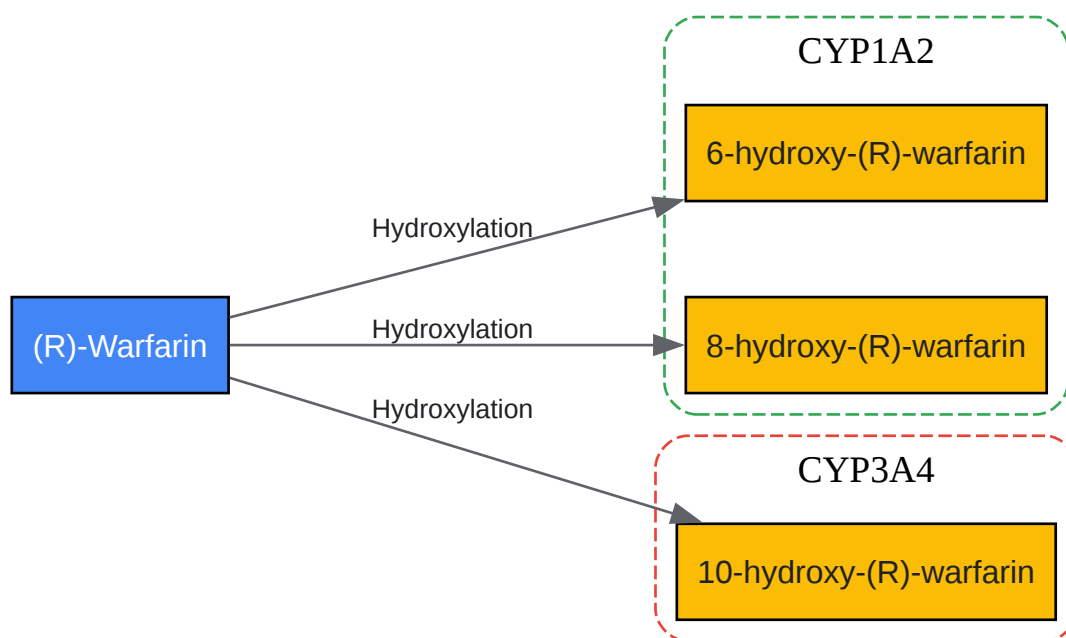 CYP1A2
6-hydroxy-(R)-warfarin
Hydroxylation
(R)-Warfarin
Hydroxylation
8-hydroxy-(R)-warfarin
Hydroxylation
CYP3A4
10-hydroxy-(R)-warfarin